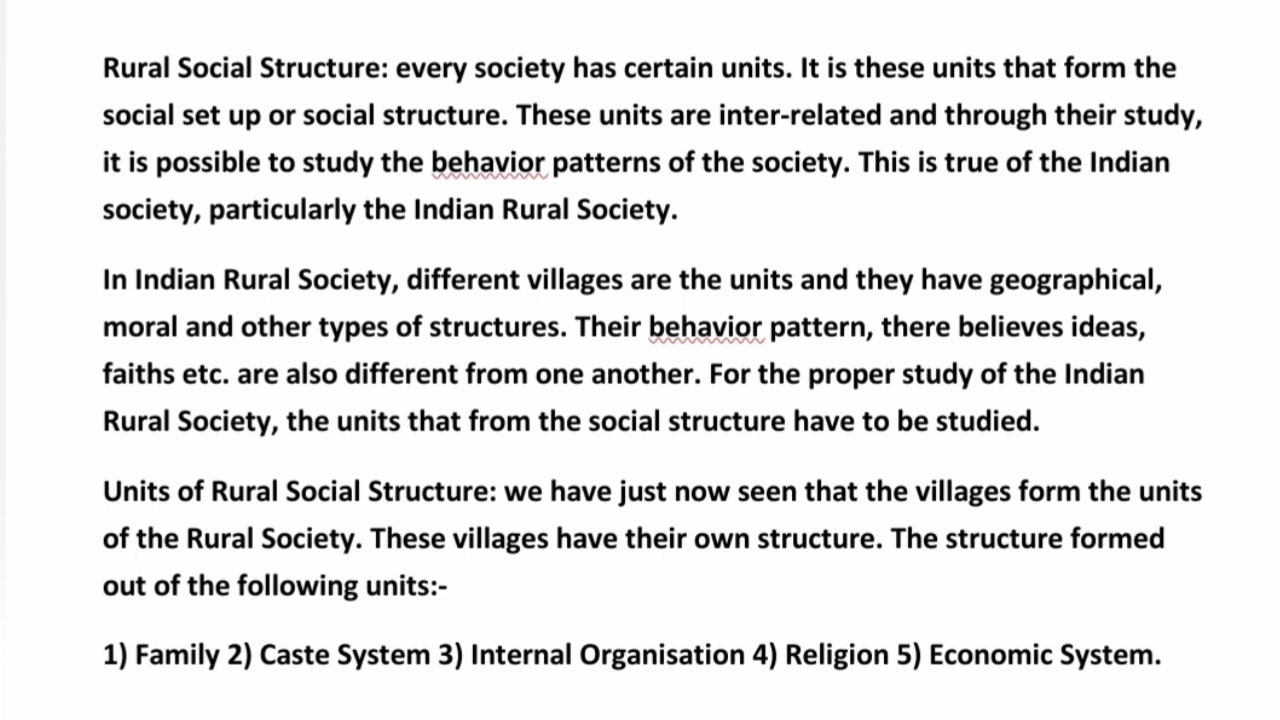 Rural Social Structure: every society has certain units. It is these units that form the
social set up or social structure. These units are inter-related and through their study,
it is possible to study the behavior patterns of the society. This is true of the Indian
society, particularly the Indian Rural Society.
In Indian Rural Society, different villages are the units and they have geographical,
moral and other types of structures. Their behavior pattern, there believes ideas,
faiths etc. are also different from one another. For the proper study of the Indian
Rural Society, the units that from the social structure have to be studied.
Units of Rural Social Structure: we have just now seen that the villages form the units
of the Rural Society. These villages have their own structure. The structure formed
out of the following units:-
1) Family 2) Caste System 3) Internal Organisation 4) Religion 5) Economic System.